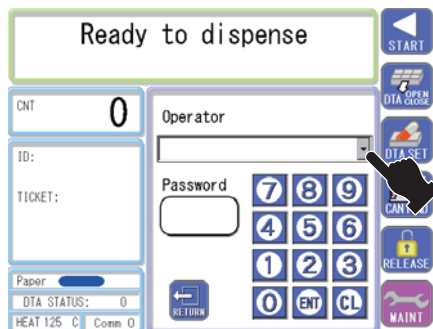 Ready to dispense
START
DTA OPEN
CLOSE
CNT 0
Operator
DTA SET
ID:
TICKET:
Password
7 8 9
4 5 6
1 2 3
RELEASE
Paper
DTA STATUS: 0
HEAT 125 C Comm 0
RETURN
0 ENT CL
MAINT